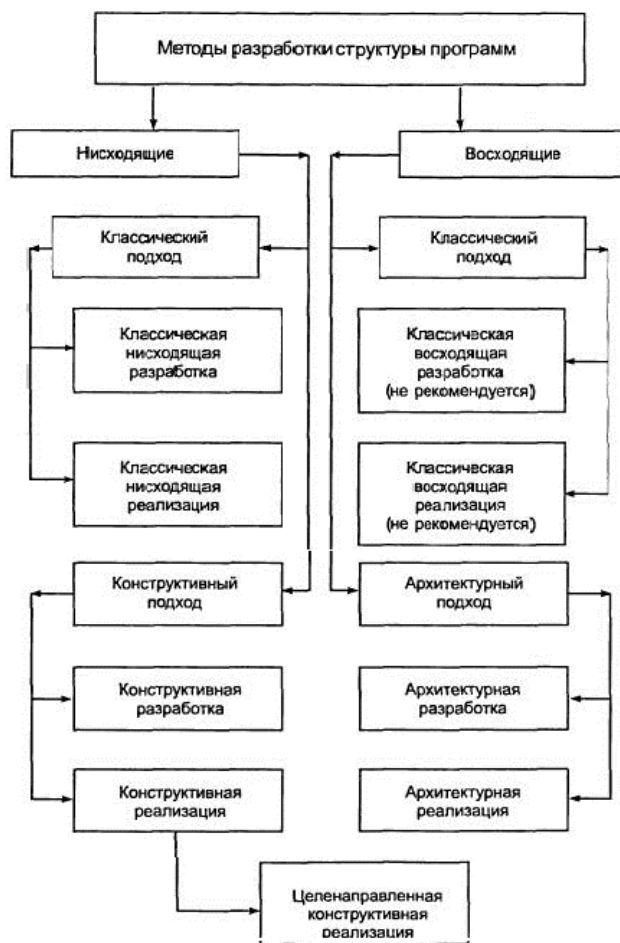 Методы разработки структуры программ
Нисходящие
Восходящие
Классический
подход
Классический
подход
Классическая
нисходящая
разработка
Классическая
восходящая
разработка
(не рекомендуется)
Классическая
нисходящая
реализация
Классическая
восходящая
реализация
(не рекомендуется)
Конструктивный
подход
Архитектурный
подход
Конструктивная
разработка
Архитектурная
разработка
Конструктивная
реализация
Архитектурная
реализация
Целенаправленная
конструктивная
реализация